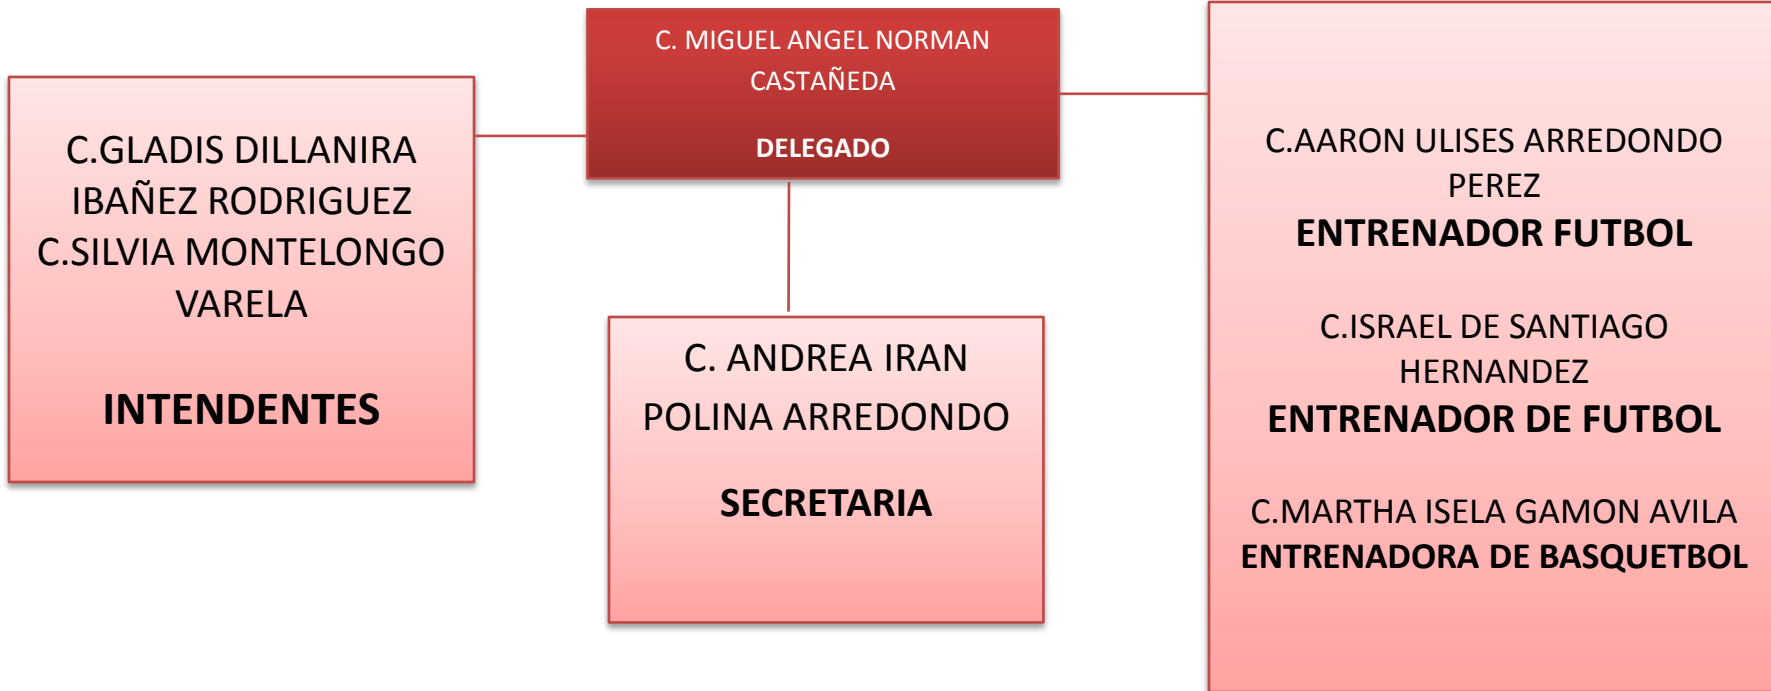 C. MIGUEL ANGEL NORMAN
CASTAÑEDA
DELEGADO
C.GLADIS DILLANIRA
IBAÑEZ RODRIGUEZ
C.SILVIA MONTELONGO
VARELA
INTENDENTES
C. ANDREA IRAN
POLINA ARREDONDO
SECRETARIA
C.AARON ULISES ARREDONDO
PEREZ
ENTRENADOR FUTBOL
C.ISRAEL DE SANTIAGO
HERNANDEZ
ENTRENADOR DE FUTBOL
C.MARTHA ISELA GAMON AVILA
ENTRENADORA DE BASQUETBOL